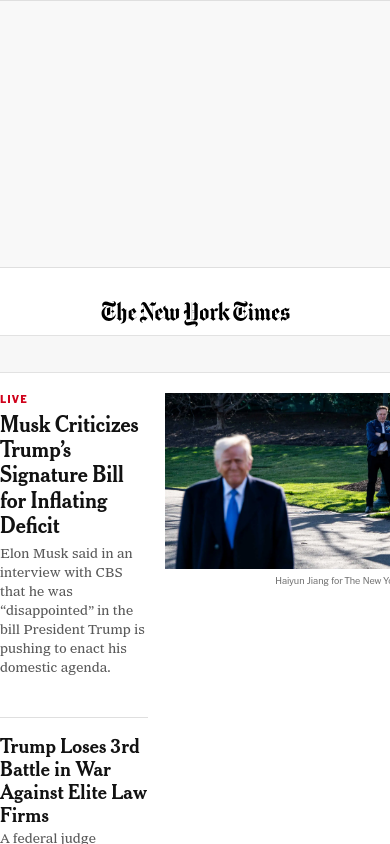 The New York Times
LIVE
Musk Criticizes
Trump’s
Signature Bill
for Inflating
Deficit
Elon Musk said in an
interview with CBS
that he was
“disappointed” in the
bill President Trump is
pushing to enact his
domestic agenda.
Haiyun Jiang for The New Yo
Trump Loses 3rd
Battle in War
Against Elite Law
Firms
A federal judge